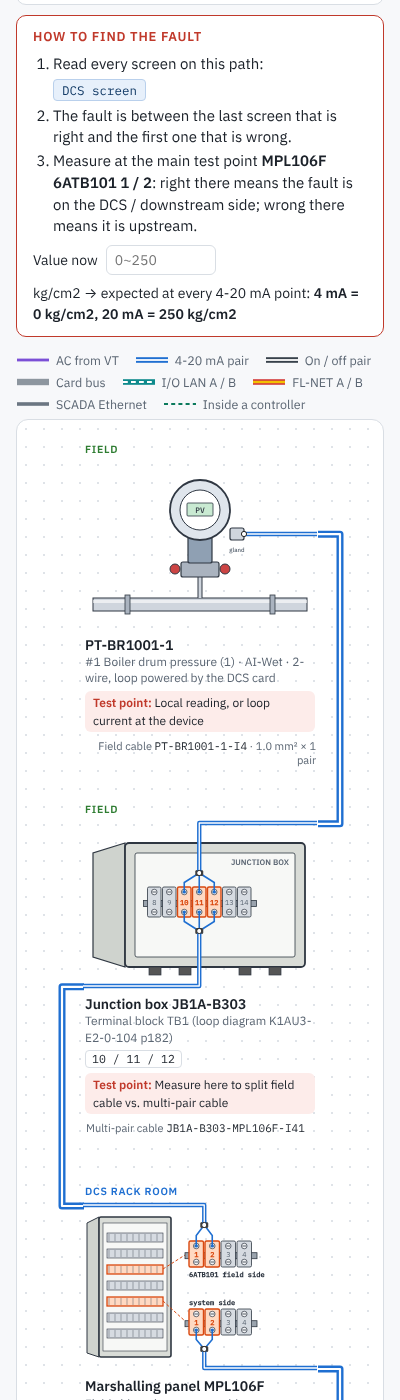 HOW TO FIND THE FAULT
1. Read every screen on this path:
DCS screen
2. The fault is between the last screen that is
right and the first one that is wrong.
3. Measure at the main test point MPL106F
6ATB101 1 / 2: right there means the fault is
on the DCS / downstream side; wrong there
means it is upstream.
Value now 0~250
kg/cm2 → expected at every 4-20 mA point: 4 mA =
0 kg/cm2, 20 mA = 250 kg/cm2
AC from VT 4-20 mA pair On / off pair
Card bus I/O LAN A / B FL-NET A / B
SCADA Ethernet Inside a controller
FIELD
PV
gland
PT-BR1001-1
#1 Boiler drum pressure (1) · AI-Wet · 2-
wire, loop powered by the DCS card
Test point: Local reading, or loop
current at the device
Field cable PT-BR1001-1-I4 · 1.0 mm² × 1
pair
FIELD
JUNCTION BOX
8 9 10 11 12 13 14
Junction box JB1A-B303
Terminal block TB1 (loop diagram K1AU3-
E2-0-104 p182)
10 / 11 / 12
Test point: Measure here to split field
cable vs. multi-pair cable
Multi-pair cable JB1A-B303-MPL106F-I41
DCS RACK ROOM
1 2 3 4
6ATB101 field side
system side
1 2 3 4
Marshalling panel MPL106F